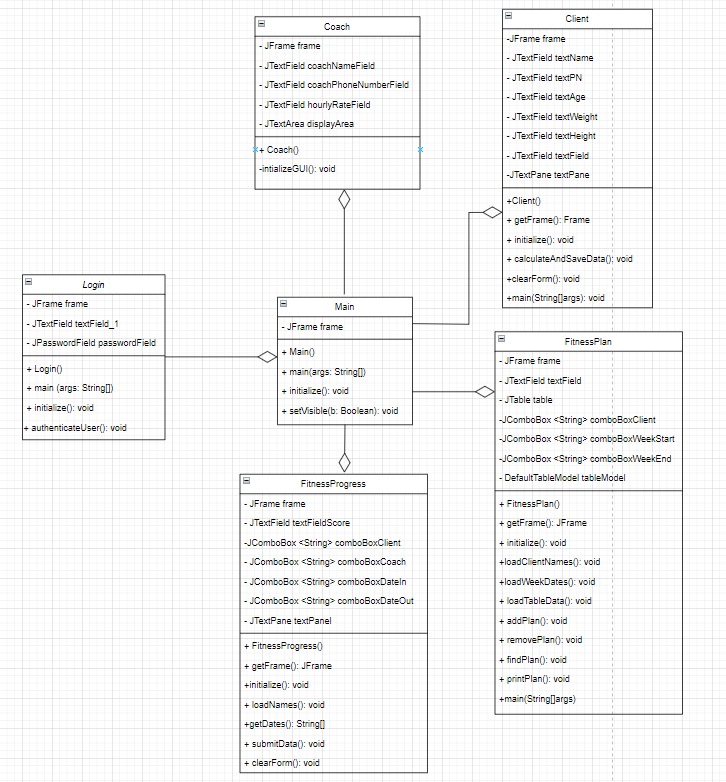 Coach
- JFrame frame
- JTextField coachNameField
- JTextField coachPhoneNumberField
- JTextField hourlyRateField
- JTextArea displayArea
+ Coach()
-intializeGUI(): void
Client
-JFrame frame
- JTextField textName
- JTextField textPN
- JTextField textAge
- JTextField textWeight
- JTextField textHeight
- JTextField textField
-JTextPane textPane
+Client()
+ getFrame(): Frame
+ initialize(): void
+ calculateAndSaveData(): void
+clearForm(): void
+main(String[]args): void
Login
- JFrame frame
- JTextField textField_1
- JPasswordField passwordField
+ Login()
+ main (args: String[])
+ initialize(): void
+ authenticateUser(): void
Main
- JFrame frame
+ Main()
+ main(args: String[])
+ initialize(): void
+ setVisible(b: Boolean): void
FitnessPlan
- JFrame frame
- JTextField textField
- JTable table
-JComboBox <String> comboBoxClient
-JComboBox <String> comboBoxWeekStart
-JComboBox <String> comboBoxWeekEnd
- DefaultTableModel tableModel
+ FitnessPlan()
+ getFrame(): JFrame
+ initialize(): void
+loadClientNames(): void
+loadWeekDates(): void
+ loadTableData(): void
+ addPlan(): void
+ removePlan(): void
+ findPlan(): void
+ printPlan(): void
+main(String[]args)
FitnessProgress
- JFrame frame
- JTextField textFieldScore
-JComboBox <String> comboBoxClient
- JComboBox <String> comboBoxCoach
- JComboBox <String> comboBoxDateIn
- JComboBox <String> comboBoxDateOut
- JTextPane textPanel
+ FitnessProgress()
+ getFrame(): JFrame
+initialize(): void
+ loadNames(): void
+getDates(): String[]
+ submitData(): void
+ clearForm(): void